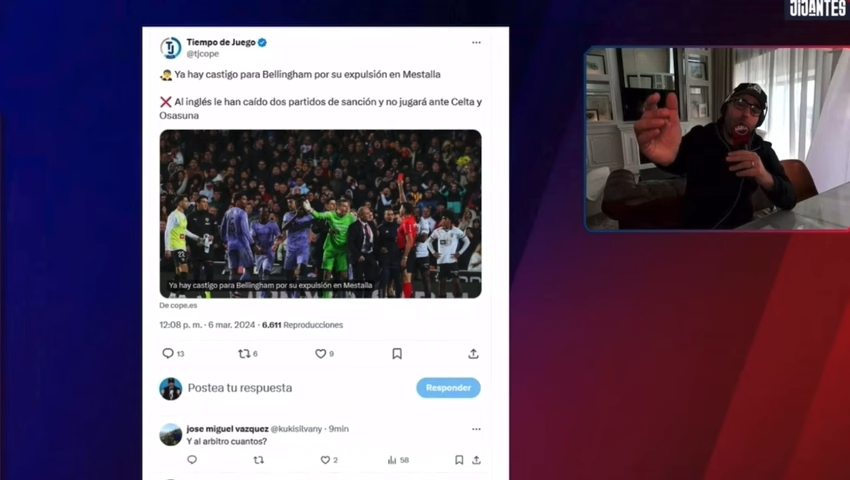 JIJANTES
Tiempo de Juego
@tjcope
Ya hay castigo para Bellingham por su expulsión en Mestalla
❌ Al inglés le han caído dos partidos de sanción y no jugará ante Celta y
Osasuna
Ya hay castigo para Bellingham por su expulsión en Mestalla
De cope.es
12:08 p. m. · 6 mar. 2024 · 6.611 Reproducciones
13 6 9
Postea tu respuesta
Responder
jose miguel vazquez @kukisilvany · 9min
Y al arbitro cuantos?
2 58